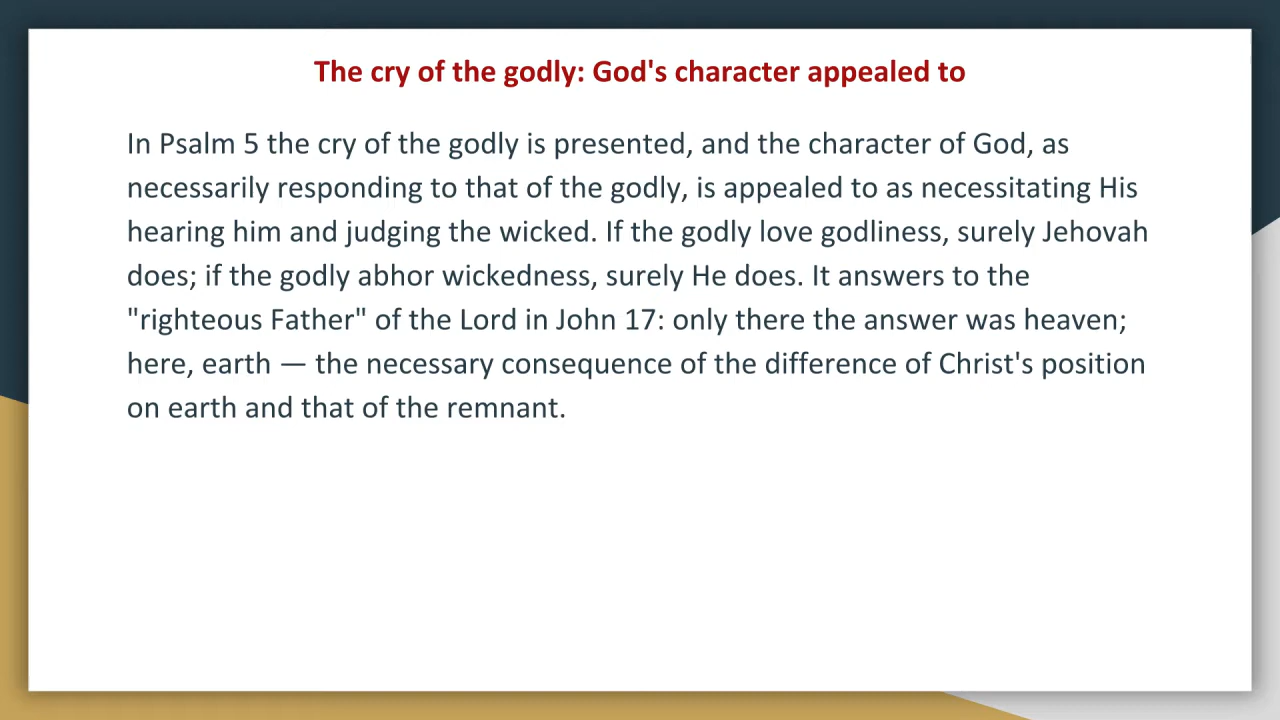 The cry of the godly: God's character appealed to
In Psalm 5 the cry of the godly is presented, and the character of God, as
necessarily responding to that of the godly, is appealed to as necessitating His
hearing him and judging the wicked. If the godly love godliness, surely Jehovah
does; if the godly abhor wickedness, surely He does. It answers to the
"righteous Father" of the Lord in John 17: only there the answer was heaven;
here, earth — the necessary consequence of the difference of Christ's position
on earth and that of the remnant.